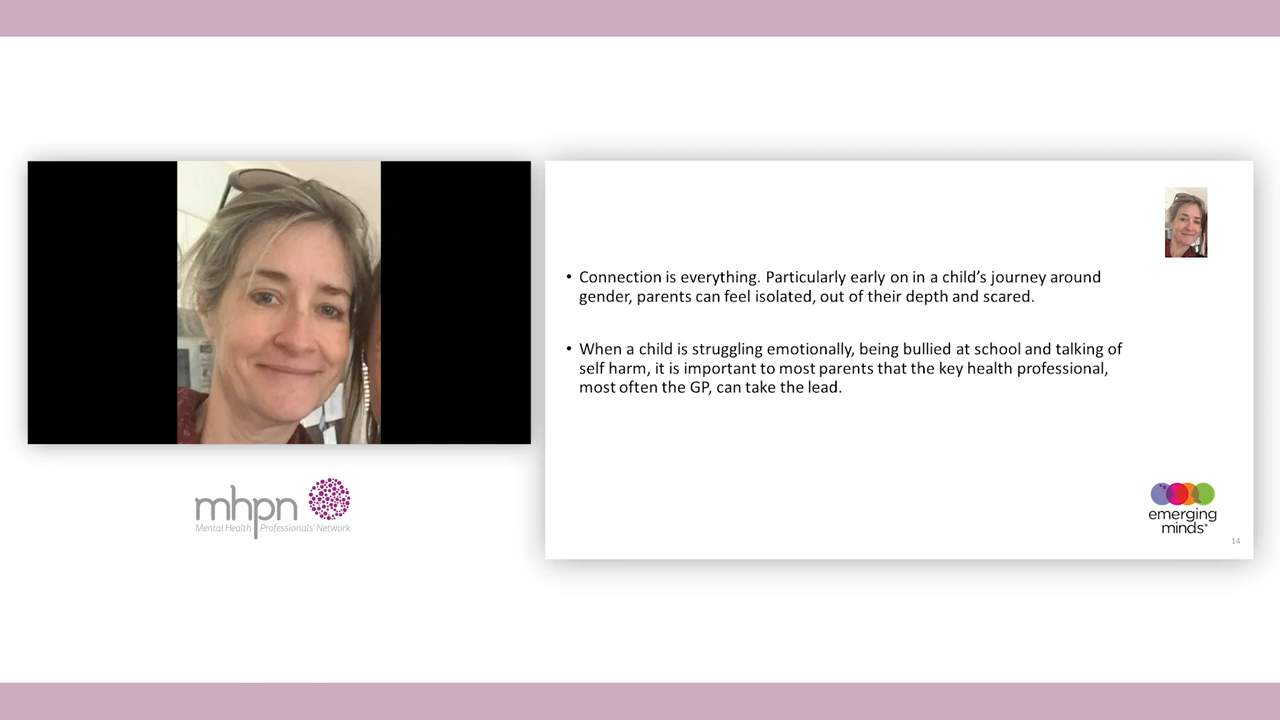 • Connection is everything. Particularly early on in a child’s journey around
gender, parents can feel isolated, out of their depth and scared.
• When a child is struggling emotionally, being bullied at school and talking of
self harm, it is important to most parents that the key health professional,
most often the GP, can take the lead.
mhpn
Mental Health Professionals’ Network
emerging
minds
14